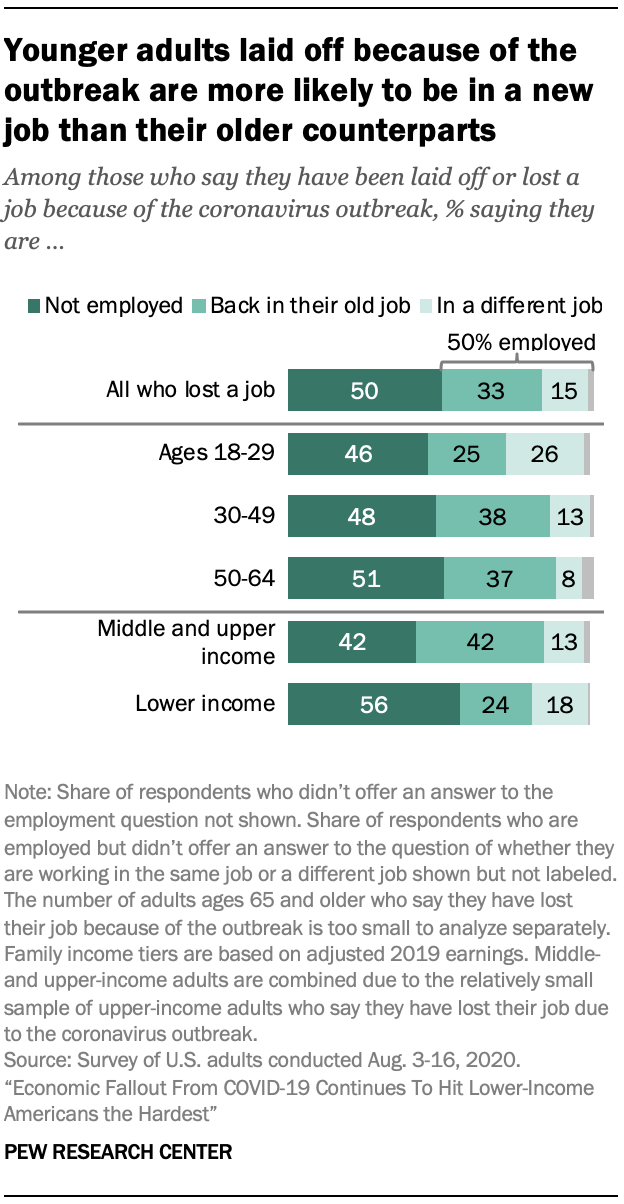 Younger adults laid off because of the
outbreak are more likely to be in a new
job than their older counterparts
Among those who say they have been laid off or lost a
job because of the coronavirus outbreak, % saying they
are ...
Not employed Back in their old job In a different job
50% employed
All who lost a job 50 33 15
Ages 18-29 46 25 26
30-49 48 38 13
50-64 51 37 8
Middle and upper
income 42 42 13
Lower income 56 24 18
Note: Share of respondents who didn’t offer an answer to the
employment question not shown. Share of respondents who are
employed but didn’t offer an answer to the question of whether they
are working in the same job or a different job shown but not labeled.
The number of adults ages 65 and older who say they have lost
their job because of the outbreak is too small to analyze separately.
Family income tiers are based on adjusted 2019 earnings. Middle-
and upper-income adults are combined due to the relatively small
sample of upper-income adults who say they have lost their job due
to the coronavirus outbreak.
Source: Survey of U.S. adults conducted Aug. 3-16, 2020.
“Economic Fallout From COVID-19 Continues To Hit Lower-Income
Americans the Hardest”
PEW RESEARCH CENTER